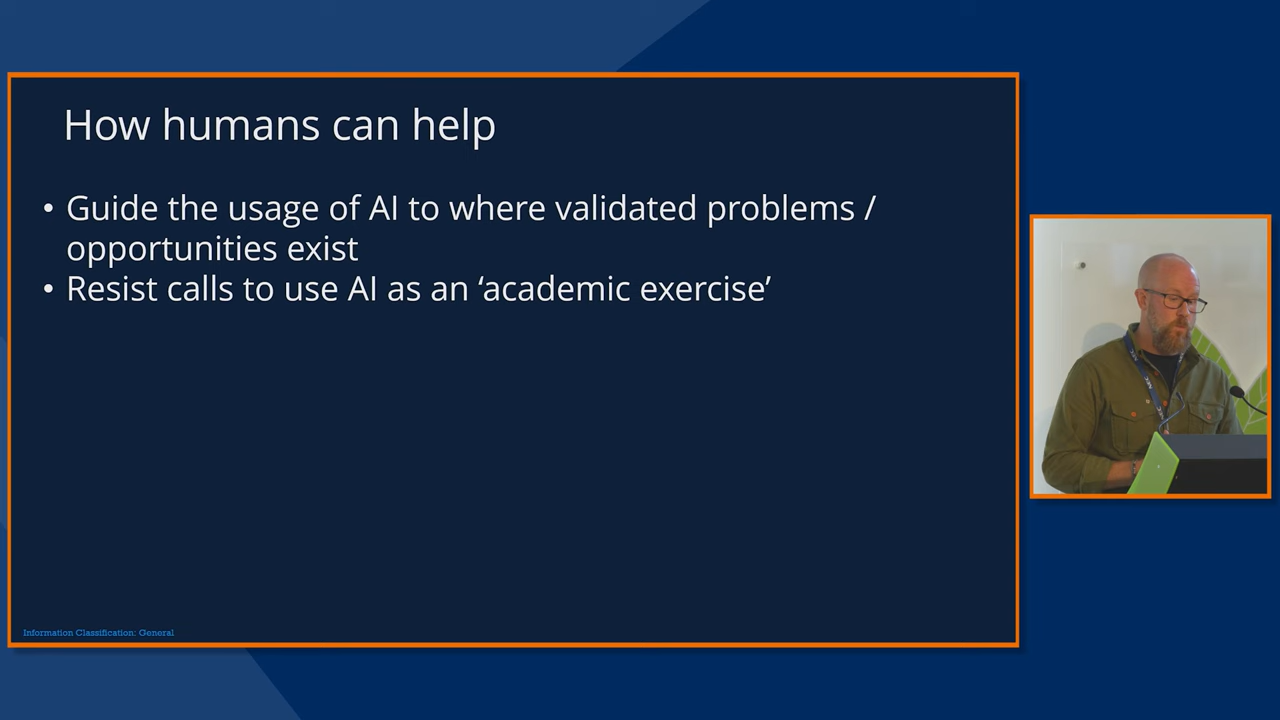 How humans can help
• Guide the usage of AI to where validated problems /
opportunities exist
• Resist calls to use AI as an ‘academic exercise’
Information Classification: General